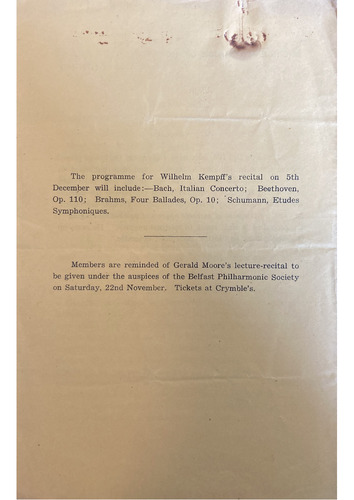 The programme for Wilhelm Kempff's recital on 5th
December will include:—Bach, Italian Concerto; Beethoven,
Op. 110; Brahms, Four Ballades, Op. 10; Schumann, Etudes
Symphoniques.
Members are reminded of Gerald Moore's lecture-recital to
be given under the auspices of the Belfast Philharmonic Society
on Saturday, 22nd November. Tickets at Crymble's.